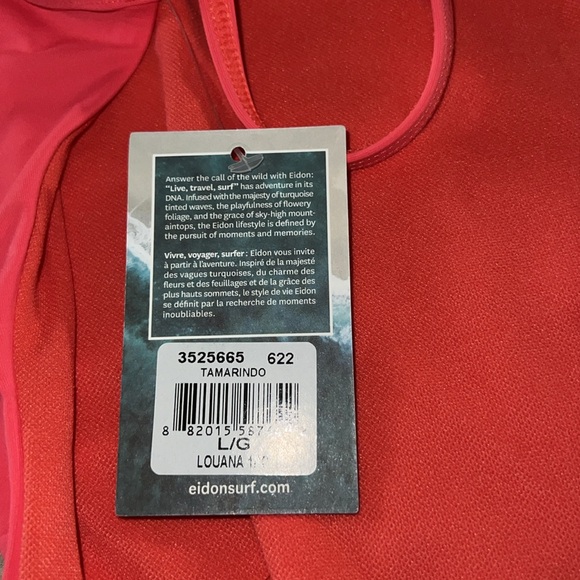 Answer the call of the wild with Eidon:
"Live, travel, surf" has adventure in its
DNA. Infused with the majesty of turquoise
tinted waves, the playfulness of flowery
foliage, and the grace of sky-high mount-
aintops, the Eidon lifestyle is defined by
the pursuit of moments and memories.
Vivre, voyager, surfer : Eidon vous invite
à partir à l'aventure. Inspiré de la majesté
des vagues turquoises, du charme des
fleurs et des feuillages et de la grâce des
plus hauts sommets, le style de vie Eidon
se définit par la recherche de moments
inoubliables.
3525665 622
TAMARINDO
8 82015
L/G
LOUANA
eidonsurf.com